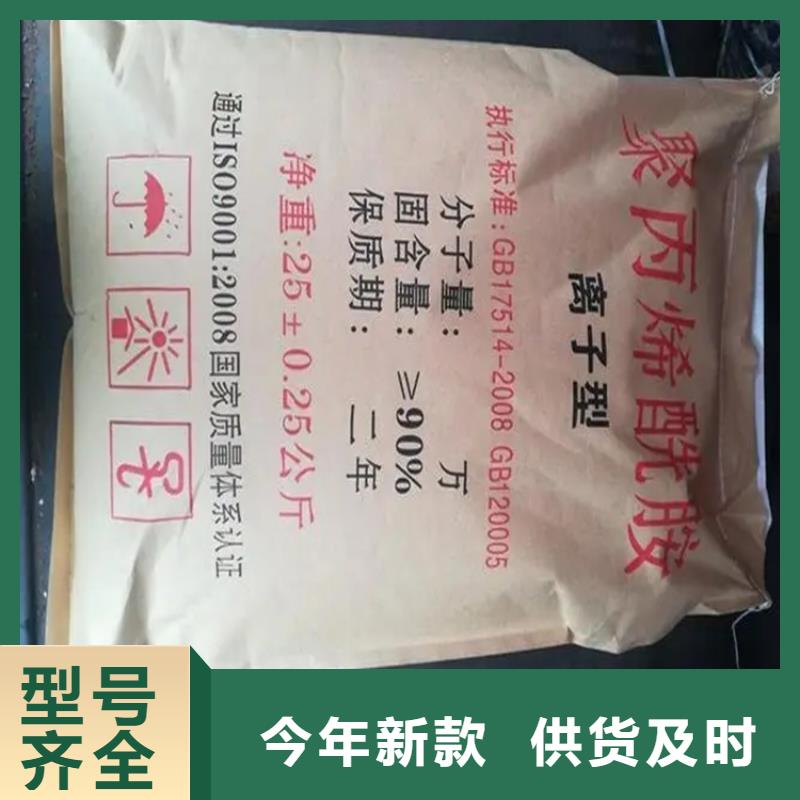 聚丙烯酰胺
离子型
执行标准:GB17514-2008 GB120005
分子量: 万
固含量: ≥90%
保质期: 二年
净重:25±0.25公斤
通过ISO9001:2008国家质量体系认证
型号
齐全
今年新款 供货及时